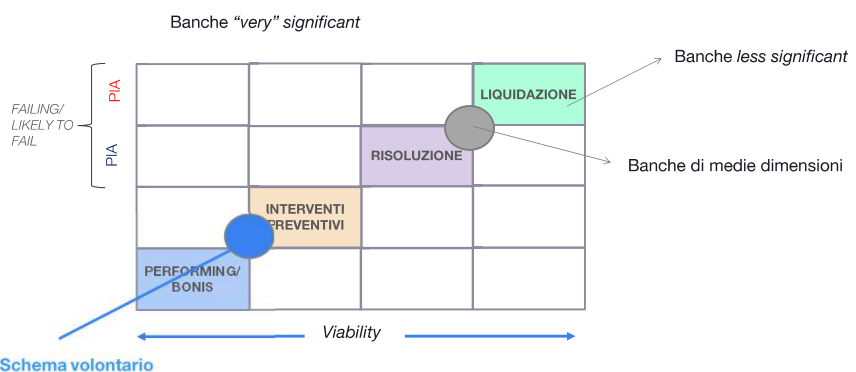 Banche “very” significant
Banche less significant
PIA
LIQUIDAZIONE
FAILING/
LIKELY TO
FAIL
PIA
RISOLUZIONE
Banche di medie dimensioni
INTERVENTI
PREVENTIVI
PERFORMING/
BONIS
Viability
Schema volontario